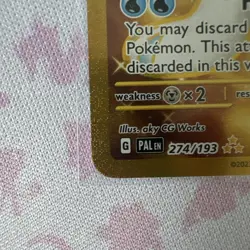 You may discard
Pokémon. This at
discarded in this w
weakness × 2
Illus. aky CG Works
G PAL EN 274/193
©202